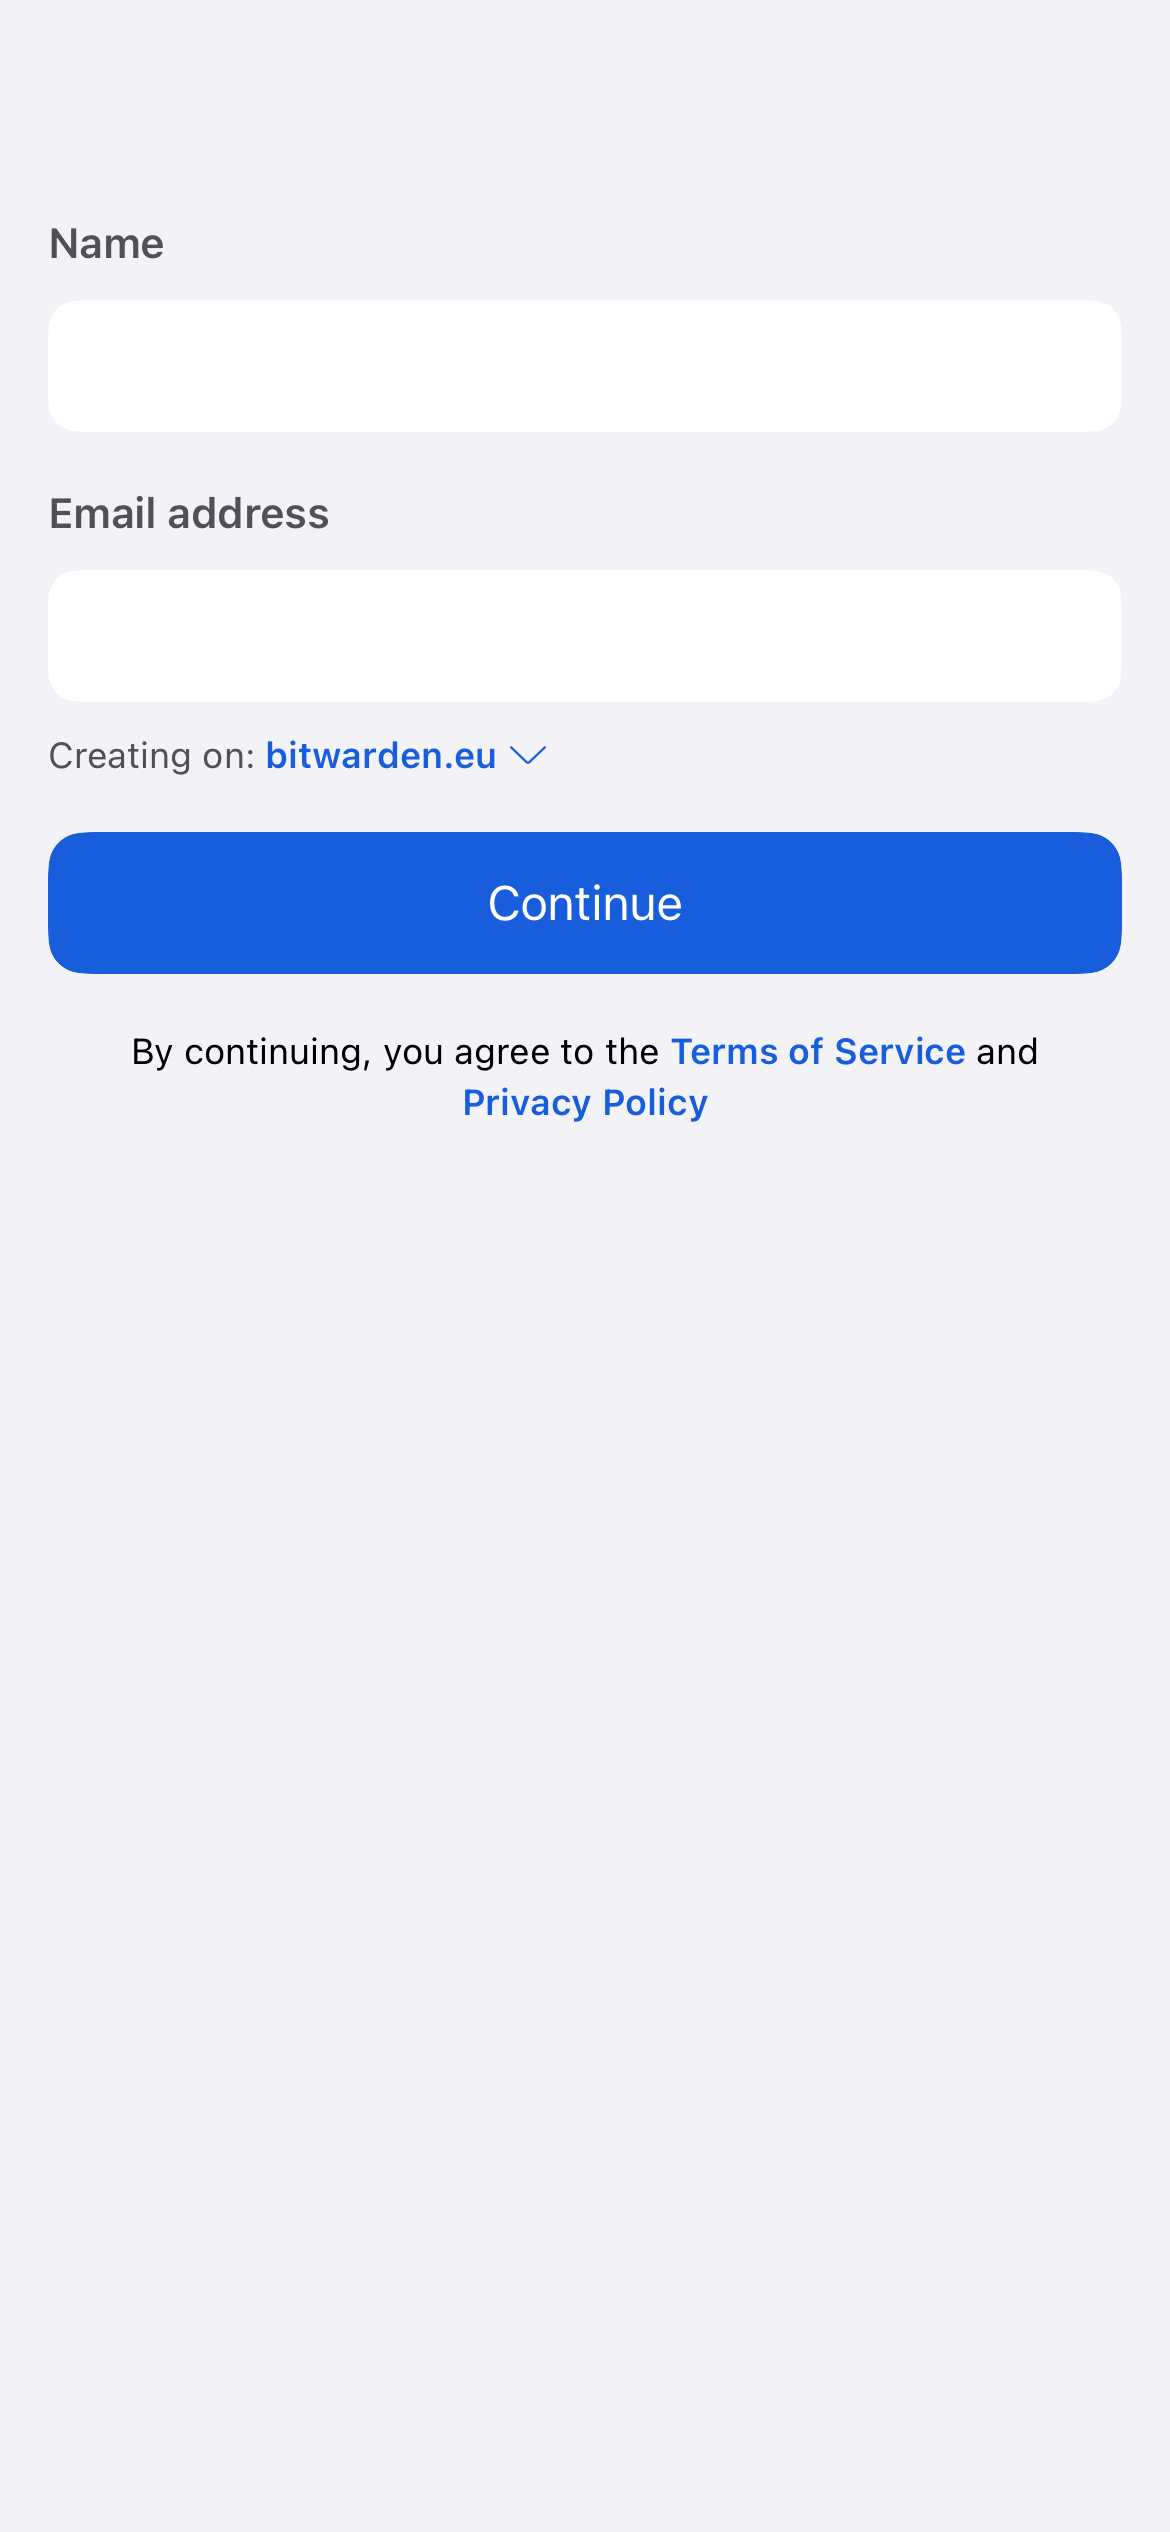 Name
Email address
Creating on: bitwarden.eu
Continue
By continuing, you agree to the Terms of Service and
Privacy Policy